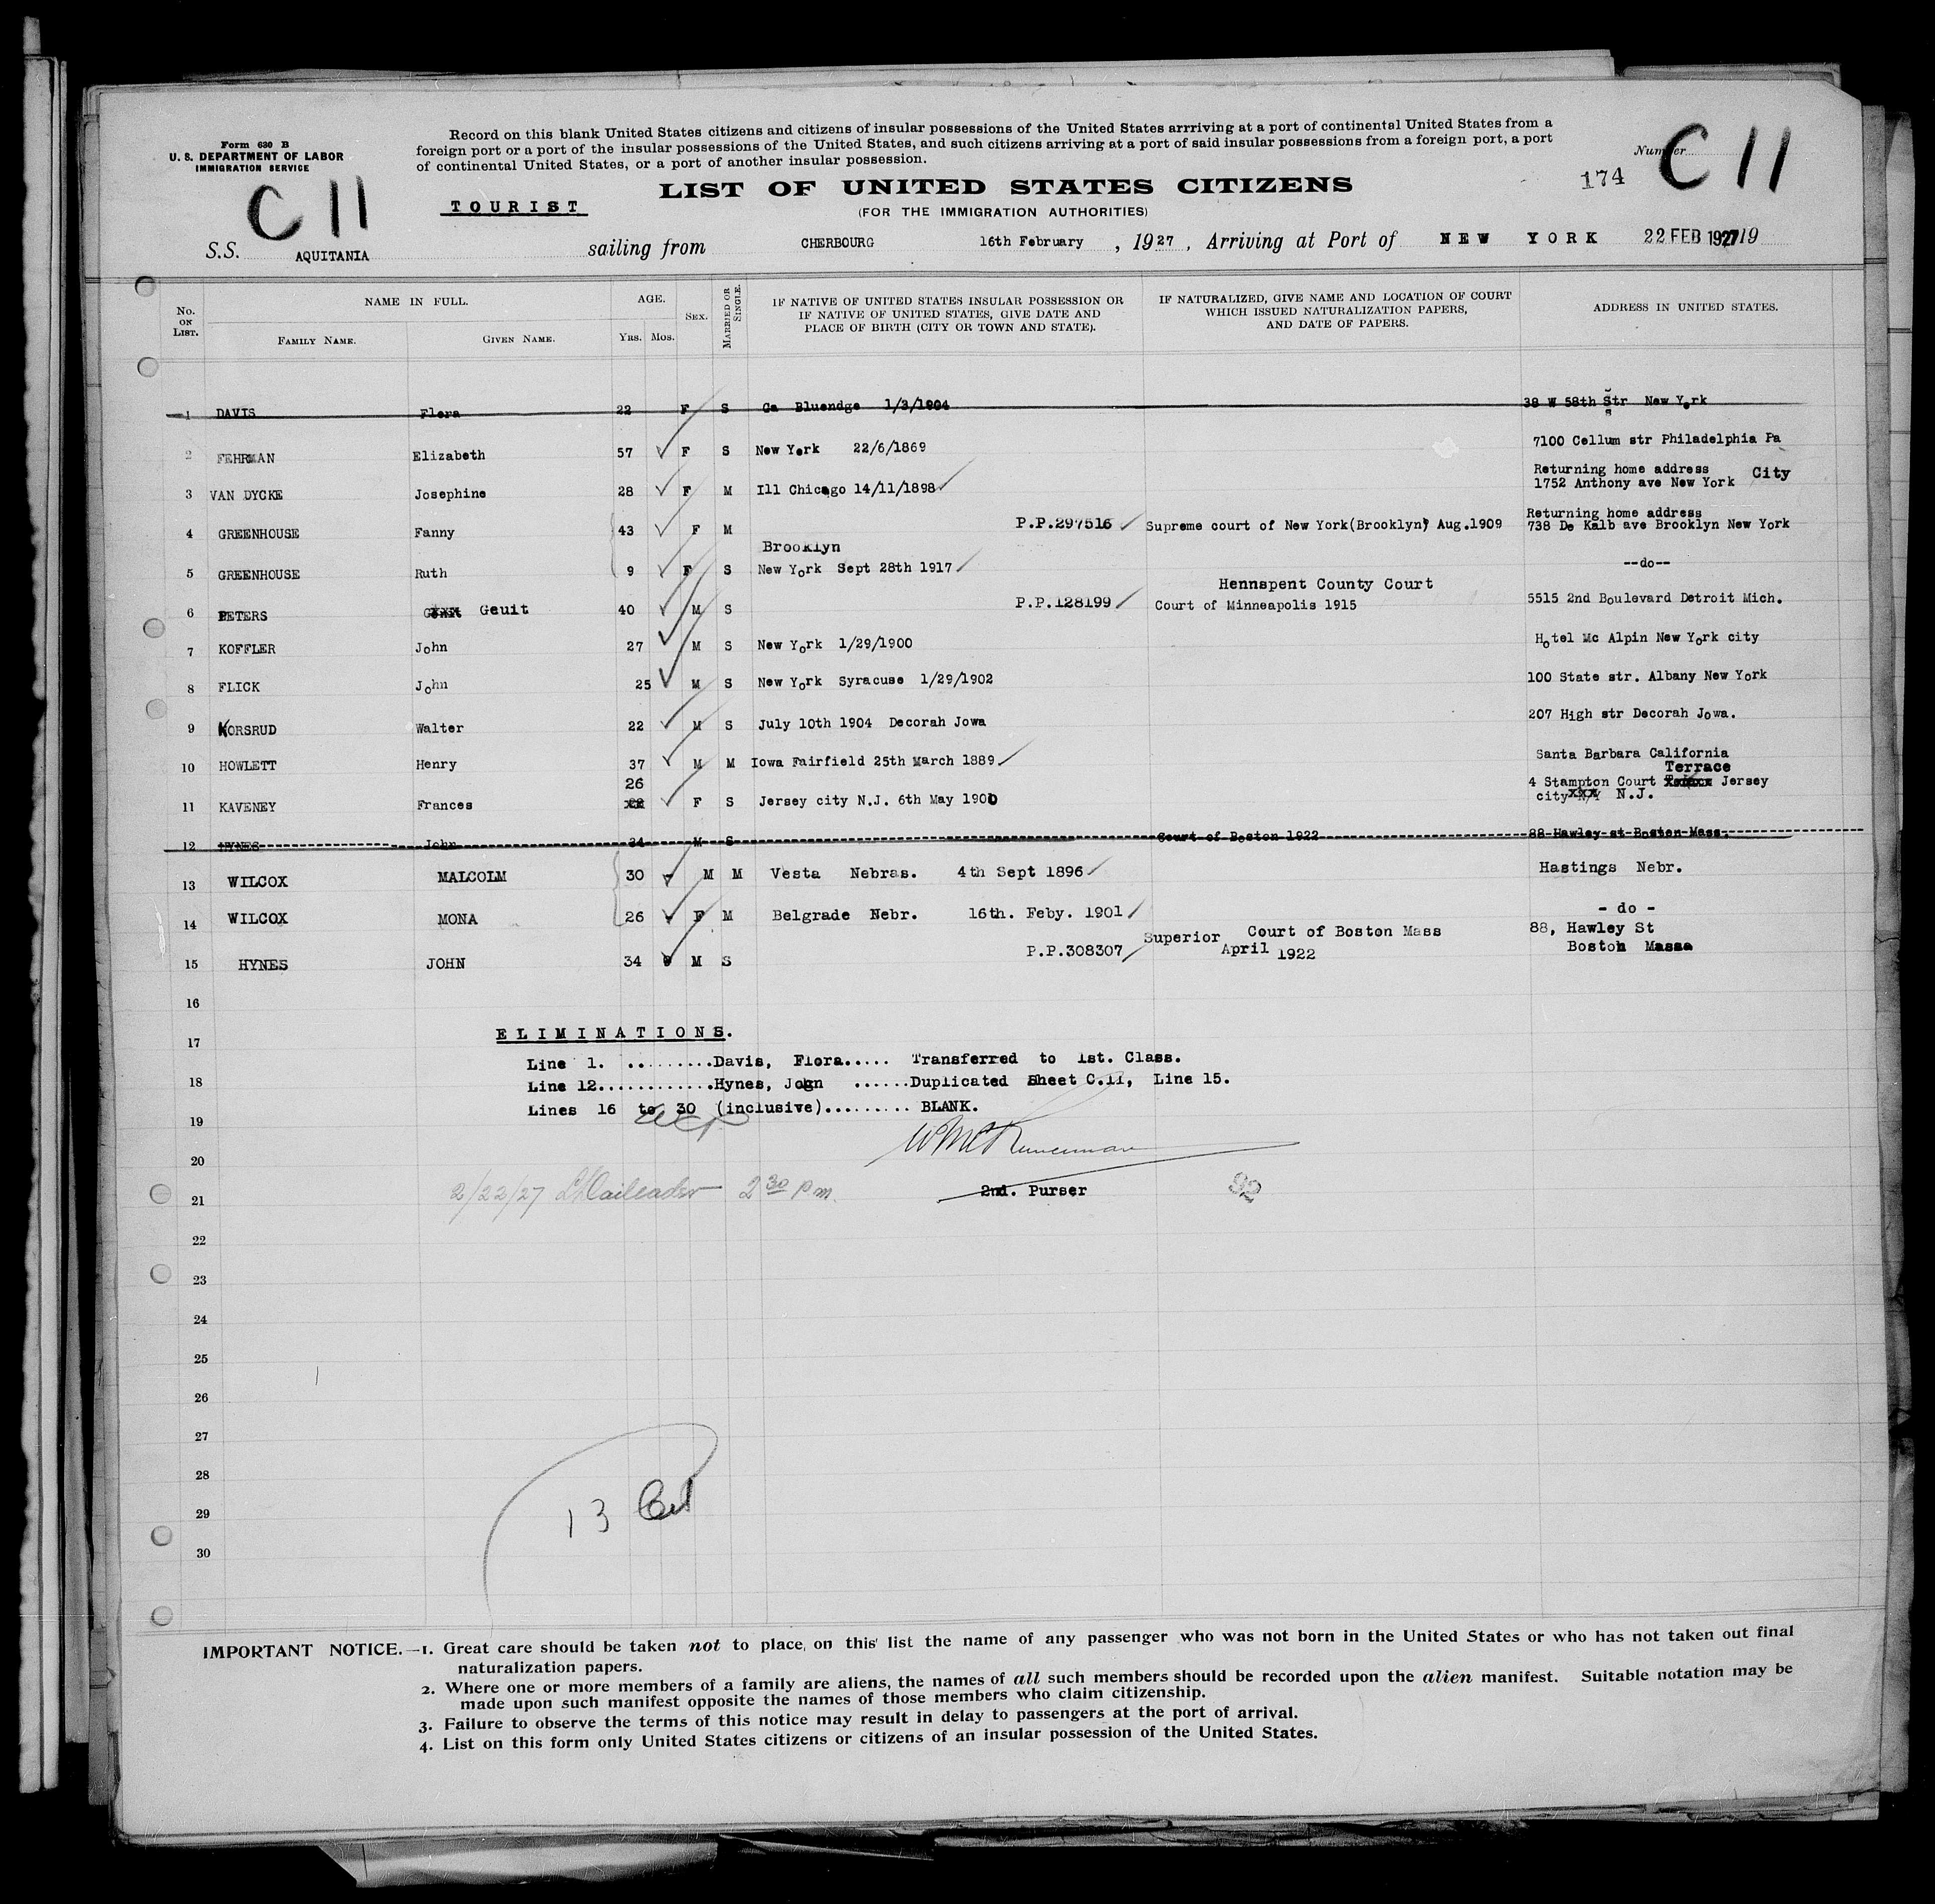 Form 630 B
U. S. DEPARTMENT OF LABOR
IMMIGRATION SERVICE
Record on this blank United States citizens and citizens of insular possessions of the United States arrriving at a port of continental United States from a
foreign port or a port of the insular possessions of the United States, and such citizens arriving at a port of said insular possessions from a foreign port, a port
of continental United States, or a port of another insular possession.
Number
174 C 11
C 11
LIST OF UNITED STATES CITIZENS
TOURIST
(FOR THE IMMIGRATION AUTHORITIES)
S.S. AQUITANIA sailing from CHERBOURG 16th February , 1927 , Arriving at Port of NEW YORK 22 FEB 1927 19
No. ON LIST. NAME IN FULL. AGE. SEX. MARRIED OR SINGLE. IF NATIVE OF UNITED STATES INSULAR POSSESSION OR IF NATIVE OF UNITED STATES, GIVE DATE AND PLACE OF BIRTH (CITY OR TOWN AND STATE). IF NATURALIZED, GIVE NAME AND LOCATION OF COURT WHICH ISSUED NATURALIZATION PAPERS, AND DATE OF PAPERS. ADDRESS IN UNITED STATES.
FAMILY NAME. GIVEN NAME. YRS. MOS.
1 DAVIS Flora 22 F S Ga Bluendge 1/3/1904 38 W 58th Str New York
2 FEHRMAN Elizabeth 57 F S New York 22/6/1869 7100 Cellum str Philadelphia Pa
Returning home address City
3 VAN DYCKE Josephine 28 F M Ill Chicago 14/11/1898 1752 Anthony ave New York
Returning home address
4 GREENHOUSE Fanny 43 F M P.P.297516 Supreme court of New York(Brooklyn) Aug.1909 738 De Kalb ave Brooklyn New York
Brooklyn
5 GREENHOUSE Ruth 9 F S New York Sept 28th 1917 --do--
Hennspent County Court
6 PETERS Geuit 40 M S P.P.128199 Court of Minneapolis 1915 5515 2nd Boulevard Detroit Mich.
7 KOFFLER John 27 M S New York 1/29/1900 Hotel Mc Alpin New York city
8 FLICK John 25 M S New York Syracuse 1/29/1902 100 State str. Albany New York
9 KORSRUD Walter 22 M S July 10th 1904 Decorah Jowa 207 High str Decorah Jowa.
10 HOWLETT Henry 37 M M Iowa Fairfield 25th March 1889 Santa Barbara California
Terrace
26 4 Stampton Court Jersey
11 KAVENEY Frances F S Jersey city N.J. 6th May 1900 city N.J.
12 HYNES John 34 M S Court of Boston 1922 88 Hawley st Boston Mass.
13 WILCOX MALCOLM 30 M M Vesta Nebras. 4th Sept 1896 Hastings Nebr.
14 WILCOX MONA 26 F M Belgrade Nebr. 16th. Feby. 1901 - do -
Superior Court of Boston Mass 88, Hawley St
15 HYNES JOHN 34 M S P.P.308307 April 1922 Boston Mass
16
17
18
19
20
21
22
23
24
25
26
27
28
29
30
ELIMINATIONS.
Line 1. .........Davis, Flora..... Transferred to 1st. Class.
Line 12............Hynes, John ......Duplicated Sheet C.11, Line 15.
Lines 16 to 30 (inclusive)......... BLANK.
2/22/27 2 30 p m.
2nd. Purser
92
13
IMPORTANT NOTICE.—1. Great care should be taken not to place on this list the name of any passenger who was not born in the United States or who has not taken out final
naturalization papers.
2. Where one or more members of a family are aliens, the names of all such members should be recorded upon the alien manifest. Suitable notation may be
made upon such manifest opposite the names of those members who claim citizenship.
3. Failure to observe the terms of this notice may result in delay to passengers at the port of arrival.
4. List on this form only United States citizens or citizens of an insular possession of the United States.